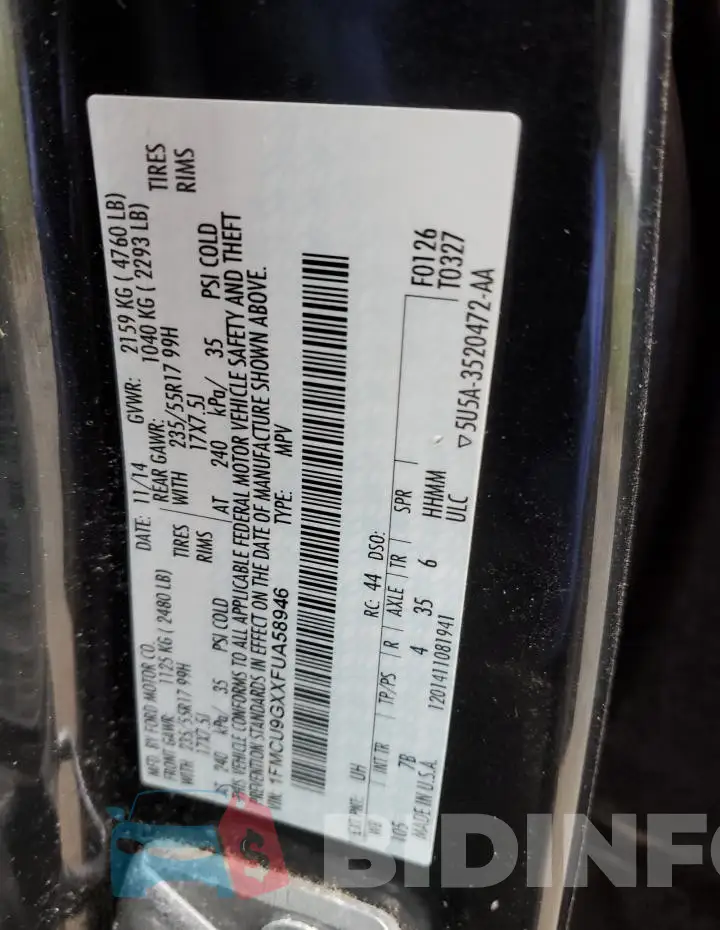 MFD. BY FORD MOTOR CO.
DATE: 11/14 GVWR: 2159 KG ( 4760 LB)
FRONT GAWR: 1125 KG ( 2480 LB) REAR GAWR: 1040 KG ( 2293 LB)
WITH 235/55R17 99H TIRES WITH 235/55R17 99H TIRES
17X7.5J RIMS 17X7.5J RIMS
AT 240 kPa/ 35 PSI COLD AT 240 kPa/ 35 PSI COLD
THIS VEHICLE CONFORMS TO ALL APPLICABLE FEDERAL MOTOR VEHICLE SAFETY AND THEFT
PREVENTION STANDARDS IN EFFECT ON THE DATE OF MANUFACTURE SHOWN ABOVE.
VIN: 1FMCU9GXXFUA58946 TYPE: MPV
EXT PNT: UH RC: 44 DSO: F0126
WB INT TR TP/PS R AXLE TR SPR T0327
105 7B 4 35 6 HHMM
MADE IN U.S.A. 1201411081941 ULC ▽5U5A-3520472-AA
BIDINFO